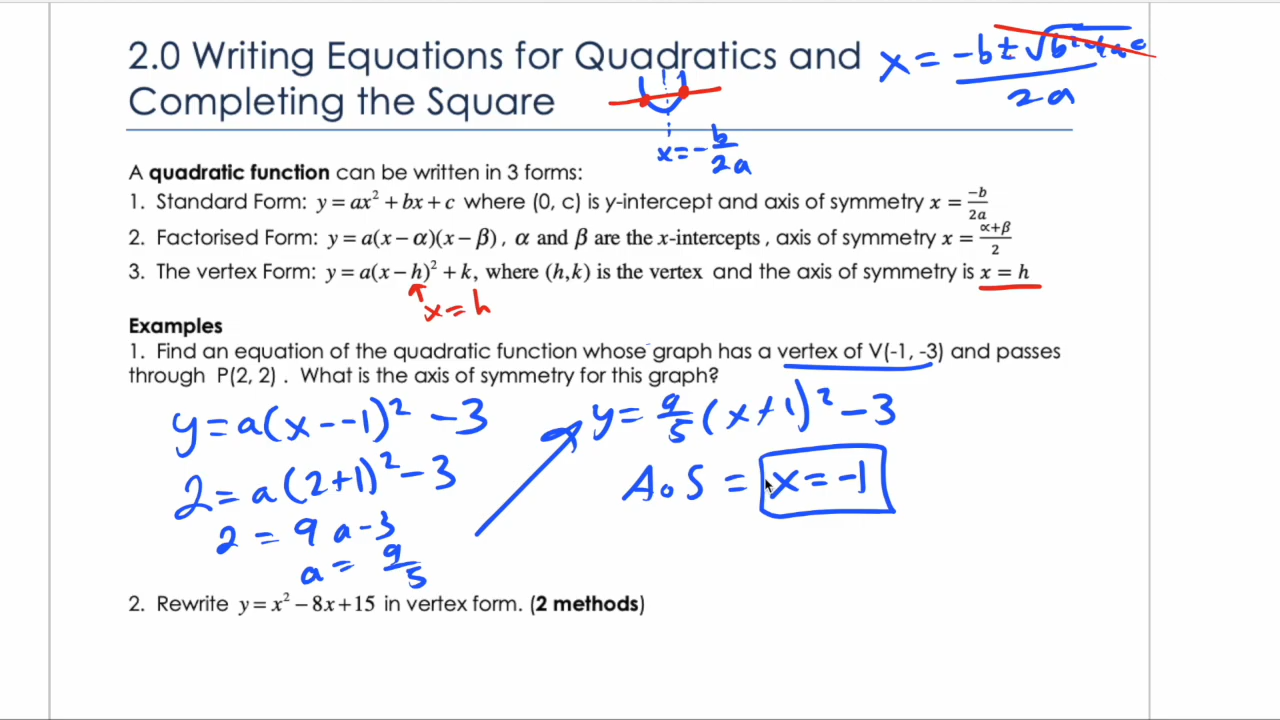 2.0 Writing Equations for Quadratics and
Completing the Square
x = -b ± √b²-4ac / 2a
x = -b/2a
A quadratic function can be written in 3 forms:
1. Standard Form: y = ax² + bx + c where (0, c) is y-intercept and axis of symmetry x = -b/2a
2. Factorised Form: y = a(x − α)(x − β), α and β are the x-intercepts, axis of symmetry x = α+β/2
3. The vertex Form: y = a(x − h)² + k, where (h,k) is the vertex and the axis of symmetry is x = h
x = h
Examples
1. Find an equation of the quadratic function whose graph has a vertex of V(-1, -3) and passes
through P(2, 2) . What is the axis of symmetry for this graph?
y = a(x - -1)² - 3
2 = a(2+1)² - 3
2 = 9a - 3
a = 9/5
y = 9/5 (x+1)² - 3
AoS = x = -1
2. Rewrite y = x² − 8x + 15 in vertex form. (2 methods)